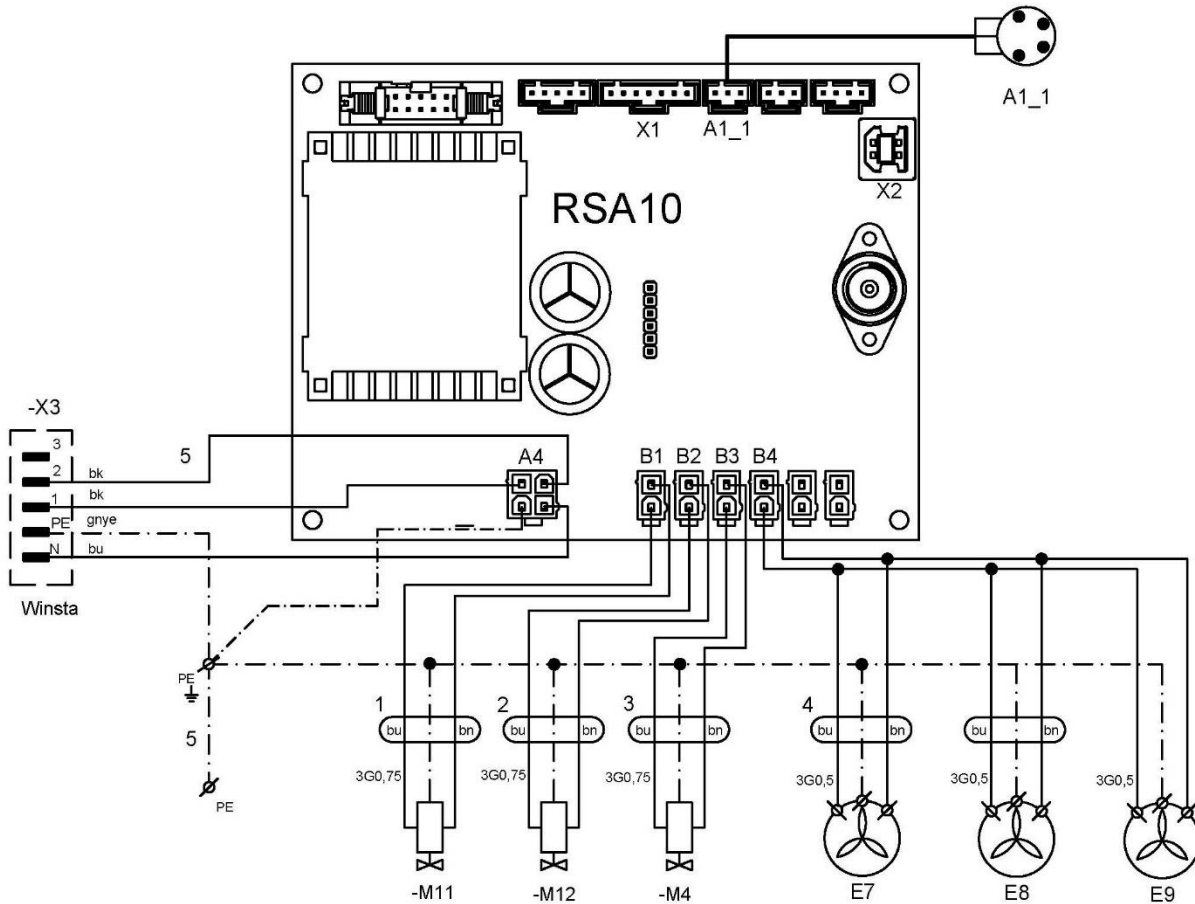 A1_1
X1
A1_1
X2
RSA10
-X3
3
2
bk
5
1
bk
PE
gnye
N
bu
Winsta
A4
B1
B2
B3
B4
PE
5
PE
1
bu
bn
3G0,75
2
bu
bn
3G0,75
3
bu
bn
3G0,75
4
bu
bn
3G0,5
bu
bn
3G0,5
3G0,5
-M11
-M12
-M4
E7
E8
E9